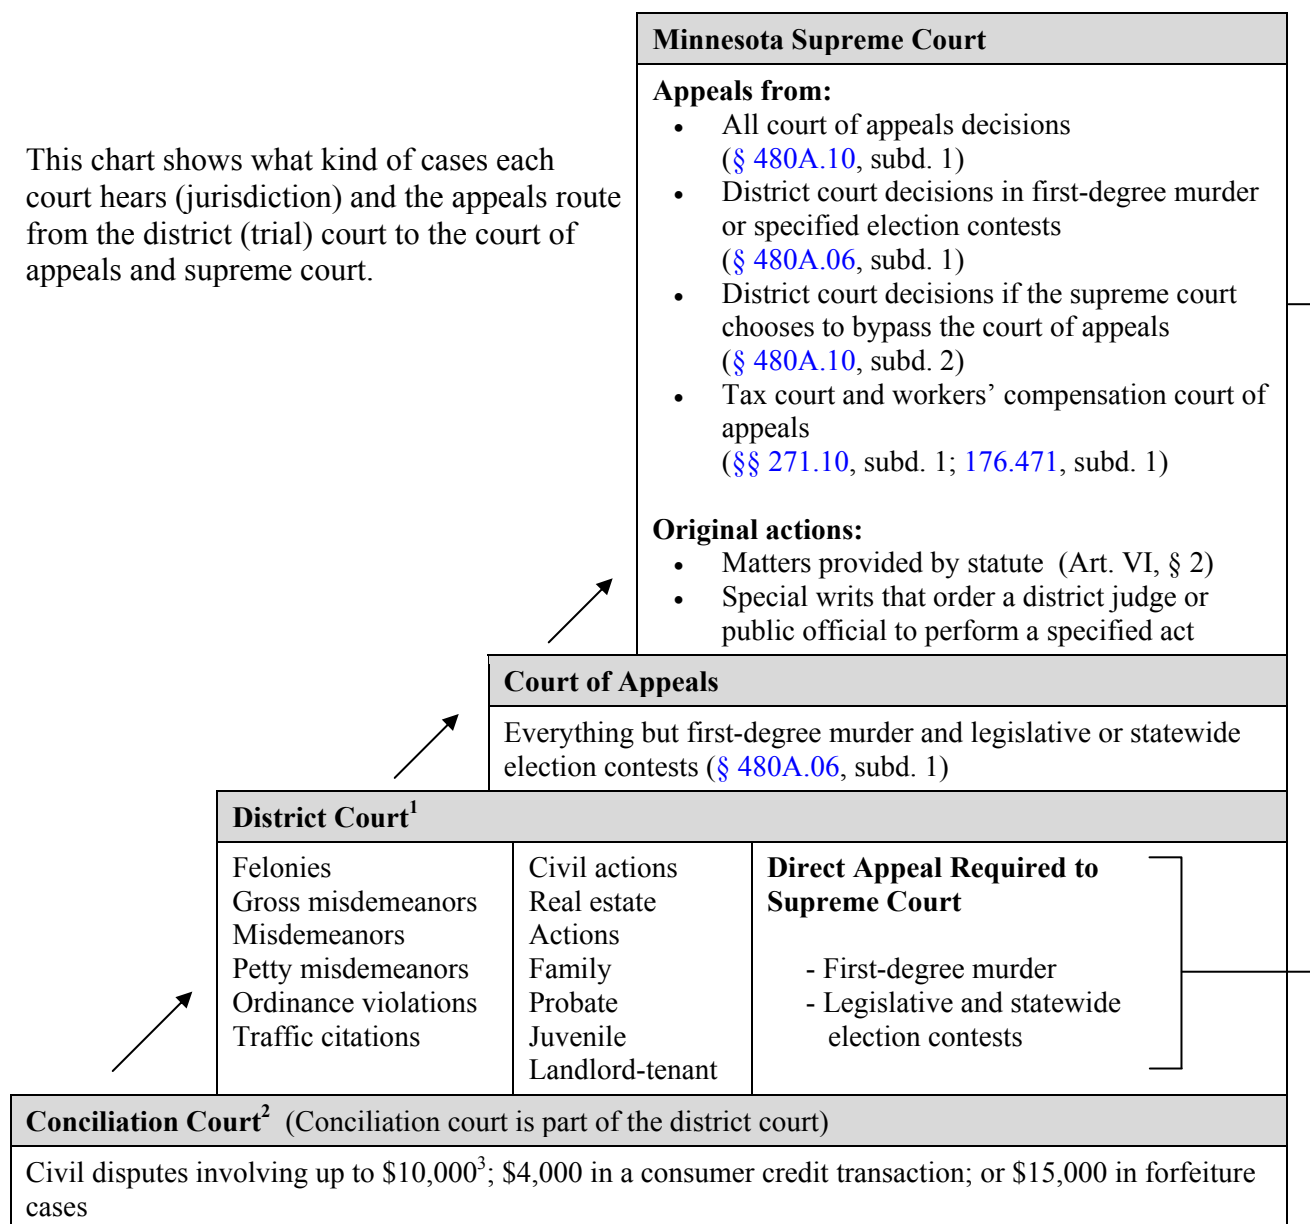 This chart shows what kind of cases each
court hears (jurisdiction) and the appeals route
from the district (trial) court to the court of
appeals and supreme court.
Minnesota Supreme Court
Appeals from:
• All court of appeals decisions
(§ 480A.10, subd. 1)
• District court decisions in first-degree murder
or specified election contests
(§ 480A.06, subd. 1)
• District court decisions if the supreme court
chooses to bypass the court of appeals
(§ 480A.10, subd. 2)
• Tax court and workers’ compensation court of
appeals
(§§ 271.10, subd. 1; 176.471, subd. 1)
Original actions:
• Matters provided by statute (Art. VI, § 2)
• Special writs that order a district judge or
public official to perform a specified act
Court of Appeals
Everything but first-degree murder and legislative or statewide
election contests (§ 480A.06, subd. 1)
District Court¹
Felonies
Gross misdemeanors
Misdemeanors
Petty misdemeanors
Ordinance violations
Traffic citations
Civil actions
Real estate
Actions
Family
Probate
Juvenile
Landlord-tenant
Direct Appeal Required to
Supreme Court
- First-degree murder
- Legislative and statewide
election contests
Conciliation Court² (Conciliation court is part of the district court)
Civil disputes involving up to $10,000³; $4,000 in a consumer credit transaction; or $15,000 in forfeiture
cases